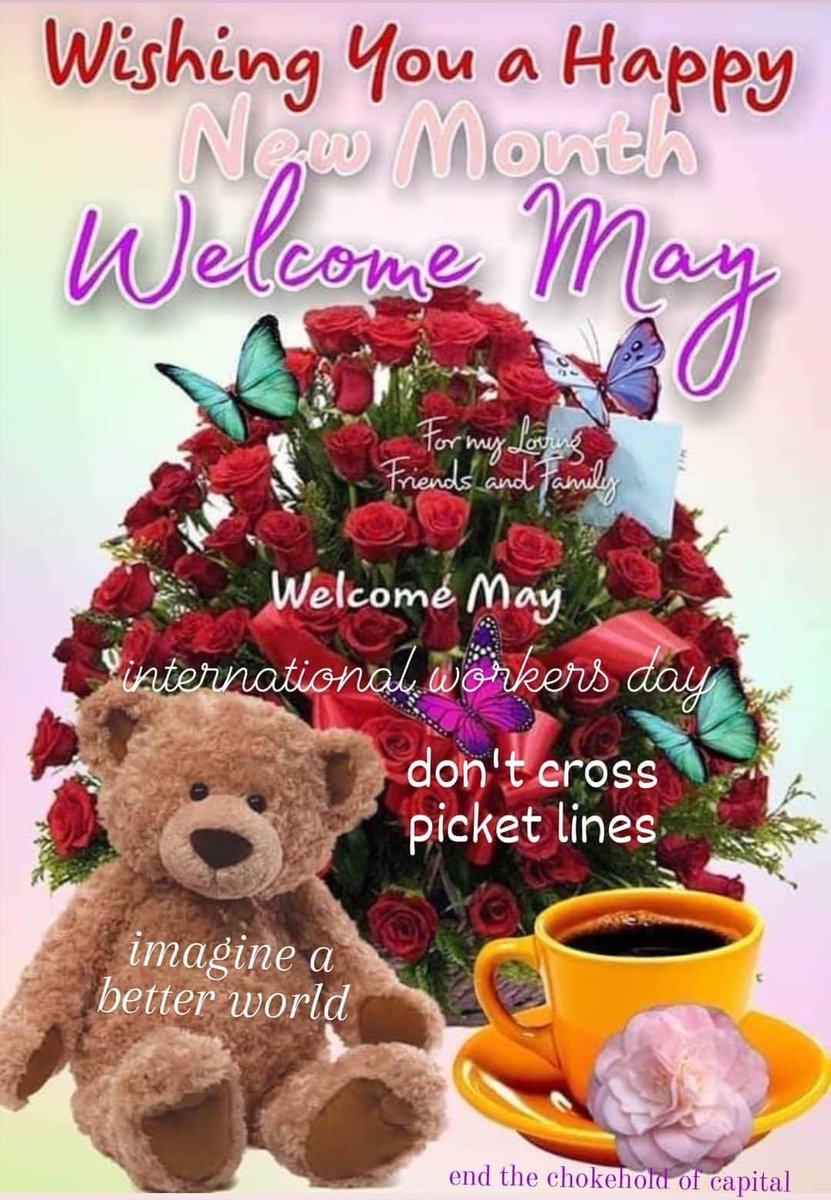 Wishing You a Happy
New Month
Welcome May
For my Loving
Friends and Family
Welcome May
international workers day
don't cross
picket lines
imagine a
better world
end the chokehold of capital